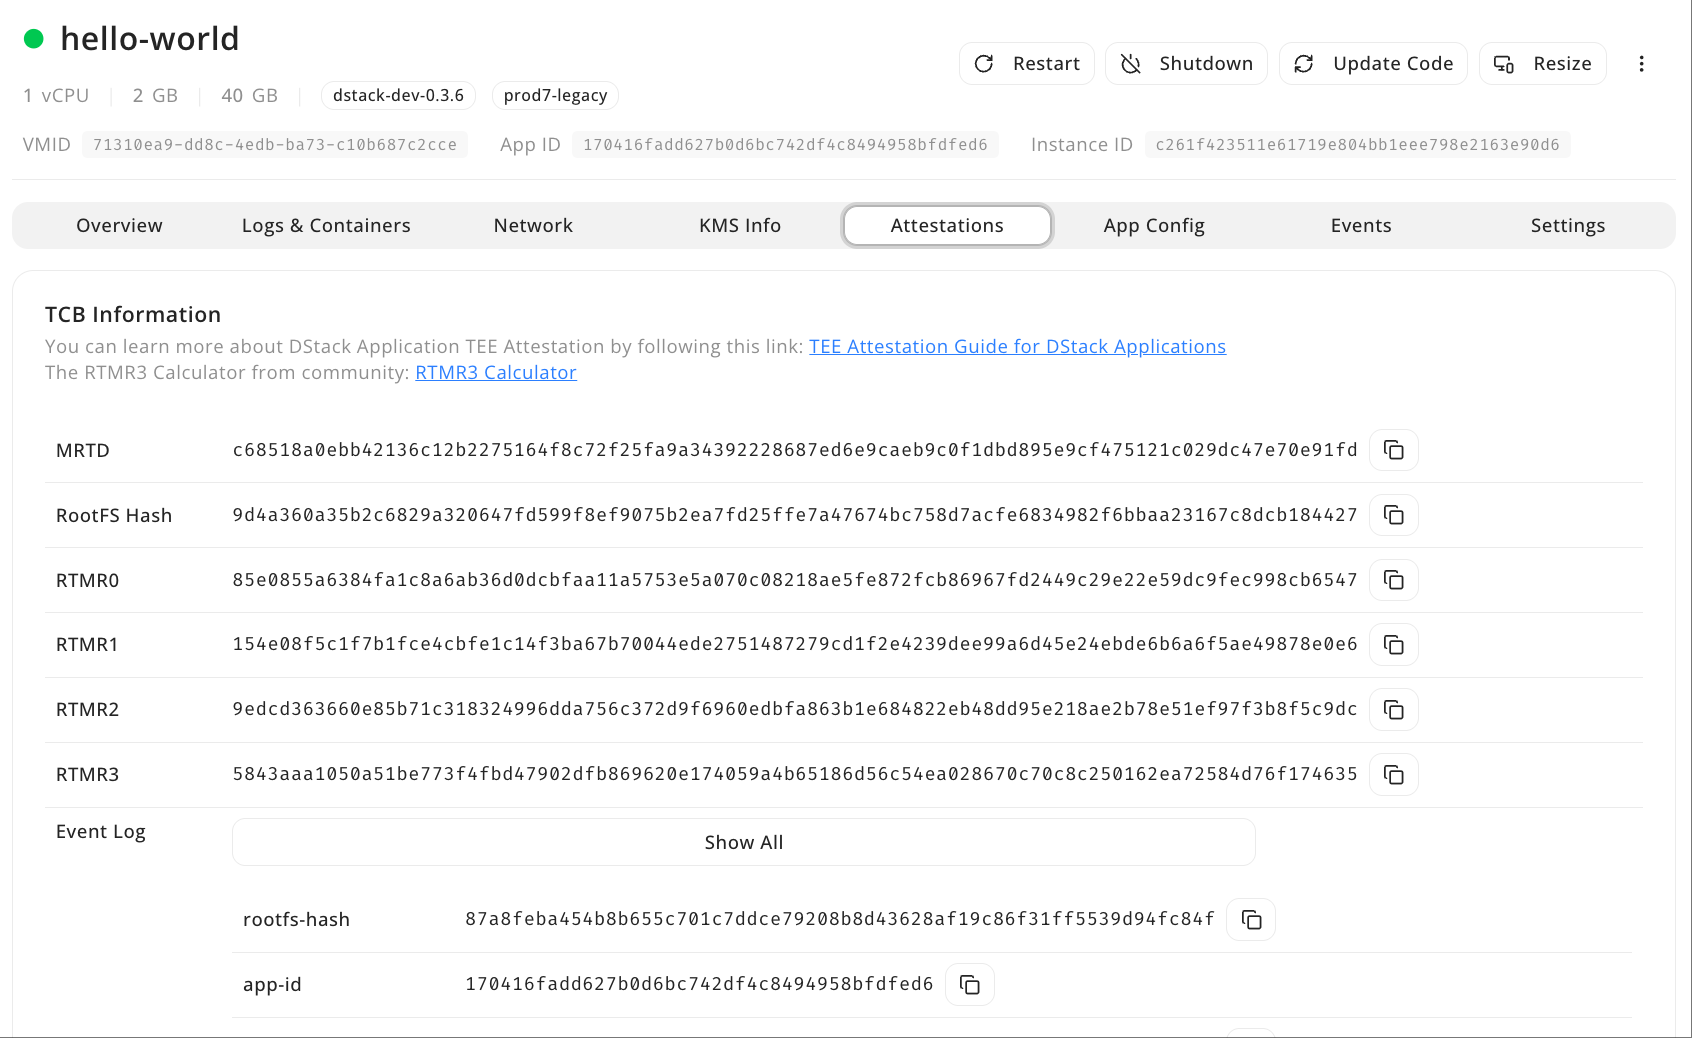 hello-world
Restart
Shutdown
Update Code
Resize
1 vCPU
2 GB
40 GB
dstack-dev-0.3.6
prod7-legacy
VMID 71310ea9-dd8c-4edb-ba73-c10b687c2cce App ID 170416fadd627b0d6bc742df4c8494958bfdfed6 Instance ID c261f423511e61719e804bb1eee798e2163e90d6
Overview
Logs & Containers
Network
KMS Info
Attestations
App Config
Events
Settings
TCB Information
You can learn more about DStack Application TEE Attestation by following this link: TEE Attestation Guide for DStack Applications
The RTMR3 Calculator from community: RTMR3 Calculator
MRTD c68518a0ebb42136c12b2275164f8c72f25fa9a34392228687ed6e9caeb9c0f1dbd895e9cf475121c029dc47e70e91fd
RootFS Hash 9d4a360a35b2c6829a320647fd599f8ef9075b2ea7fd25ffe7a47674bc758d7acfe6834982f6bbaa23167c8dcb184427
RTMR0 85e0855a6384fa1c8a6ab36d0dcbfaa11a5753e5a070c08218ae5fe872fcb86967fd2449c29e22e59dc9fec998cb6547
RTMR1 154e08f5c1f7b1fce4cbfe1c14f3ba67b70044ede2751487279cd1f2e4239dee99a6d45e24ebde6b6a6f5ae49878e0e6
RTMR2 9edcd363660e85b71c318324996dda756c372d9f6960edbfa863b1e684822eb48dd95e218ae2b78e51ef97f3b8f5c9dc
RTMR3 5843aaa1050a51be773f4fbd47902dfb869620e174059a4b65186d56c54ea028670c70c8c250162ea72584d76f174635
Event Log
Show All
rootfs-hash 87a8feba454b8b655c701c7ddce79208b8d43628af19c86f31ff5539d94fc84f
app-id 170416fadd627b0d6bc742df4c8494958bfdfed6